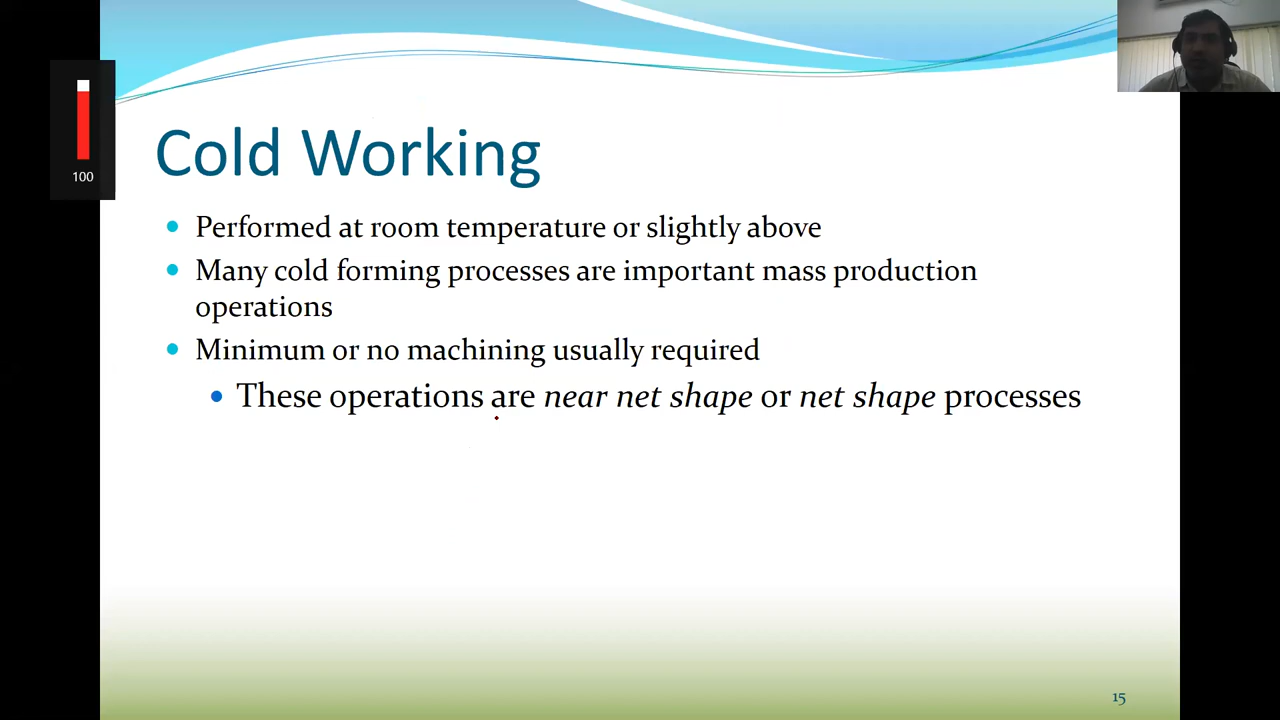 100
Cold Working
Performed at room temperature or slightly above
Many cold forming processes are important mass production
operations
Minimum or no machining usually required
These operations are near net shape or net shape processes
15